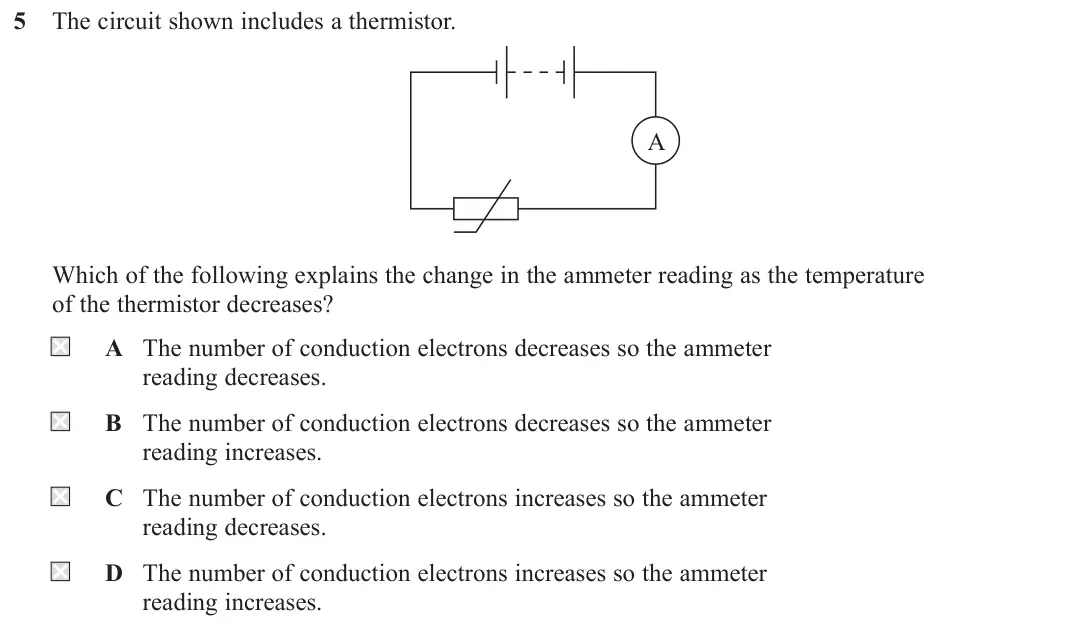 5 The circuit shown includes a thermistor.
A
Which of the following explains the change in the ammeter reading as the temperature
of the thermistor decreases?
A The number of conduction electrons decreases so the ammeter
reading decreases.
B The number of conduction electrons decreases so the ammeter
reading increases.
C The number of conduction electrons increases so the ammeter
reading decreases.
D The number of conduction electrons increases so the ammeter
reading increases.